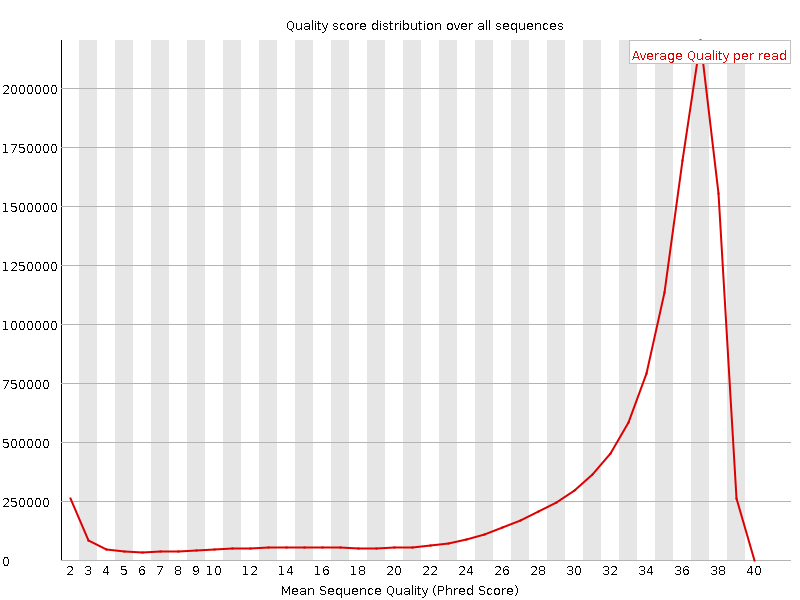 Quality score distribution over all sequences
Average Quality per read
2000000
1750000
1500000
1250000
1000000
750000
500000
250000
0
2 3 4 5 6 7 8 9 10 12 14 16 18 20 22 24 26 28 30 32 34 36 38 40
Mean Sequence Quality (Phred Score)